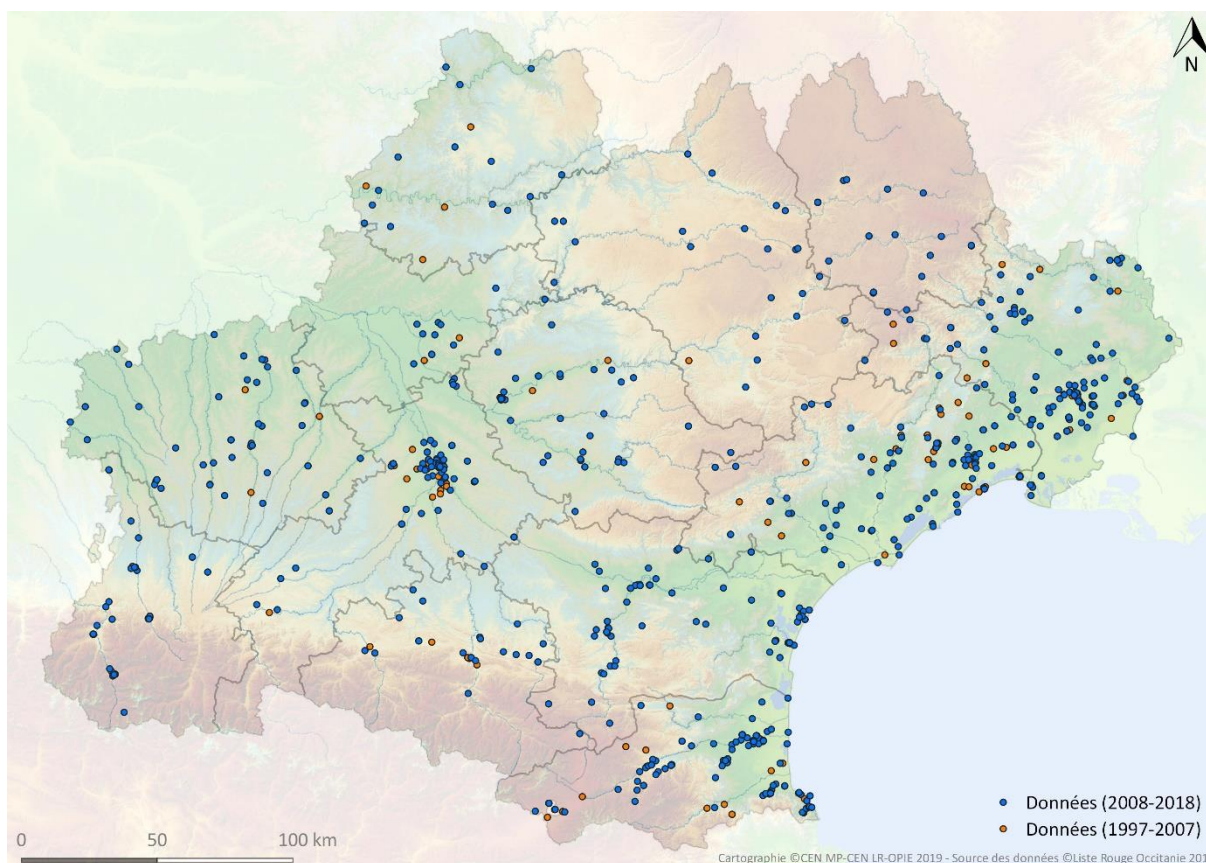 N
Données (2008-2018)
Données (1997-2007)
0 50 100 km
Cartographie ©CEN MP-CEN LR-OPIE 2019 - Source des données ©Liste Rouge Occitanie